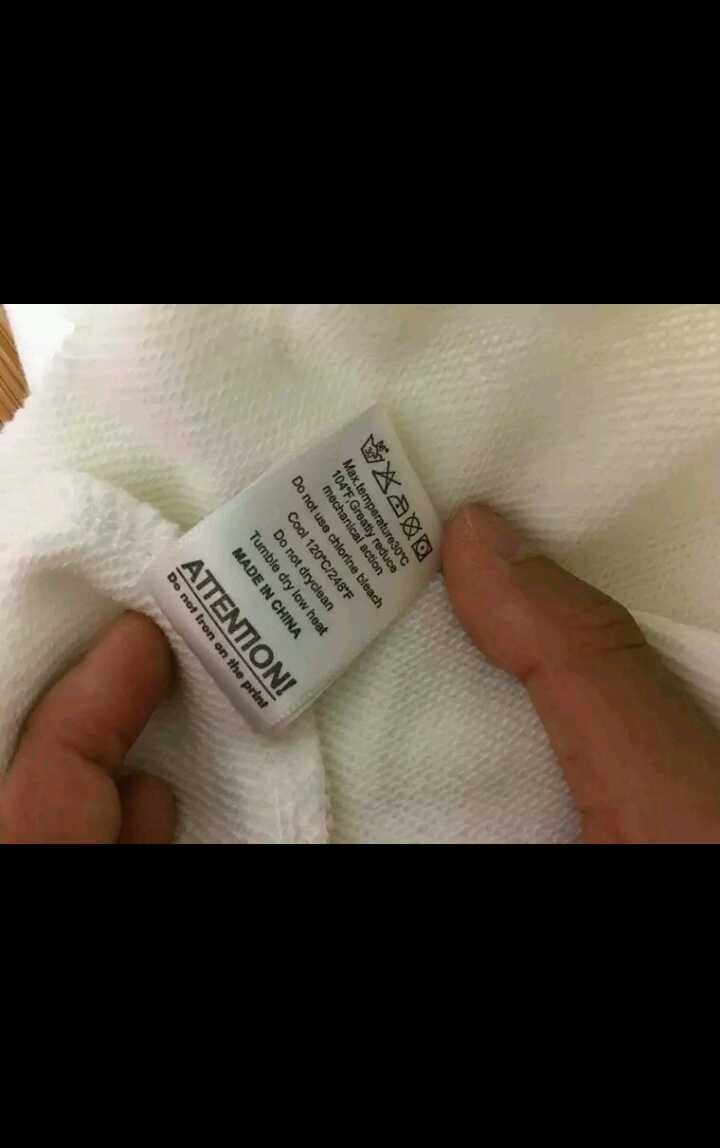 Max.temperature30°C
104°F,Greatly reduce
mechanical action
Do not use chlorine bleach
Cool 120°C/248°F
Do not dryclean
Tumble dry low heat
MADE IN CHINA
ATTENTION!
Do not Iron on the print